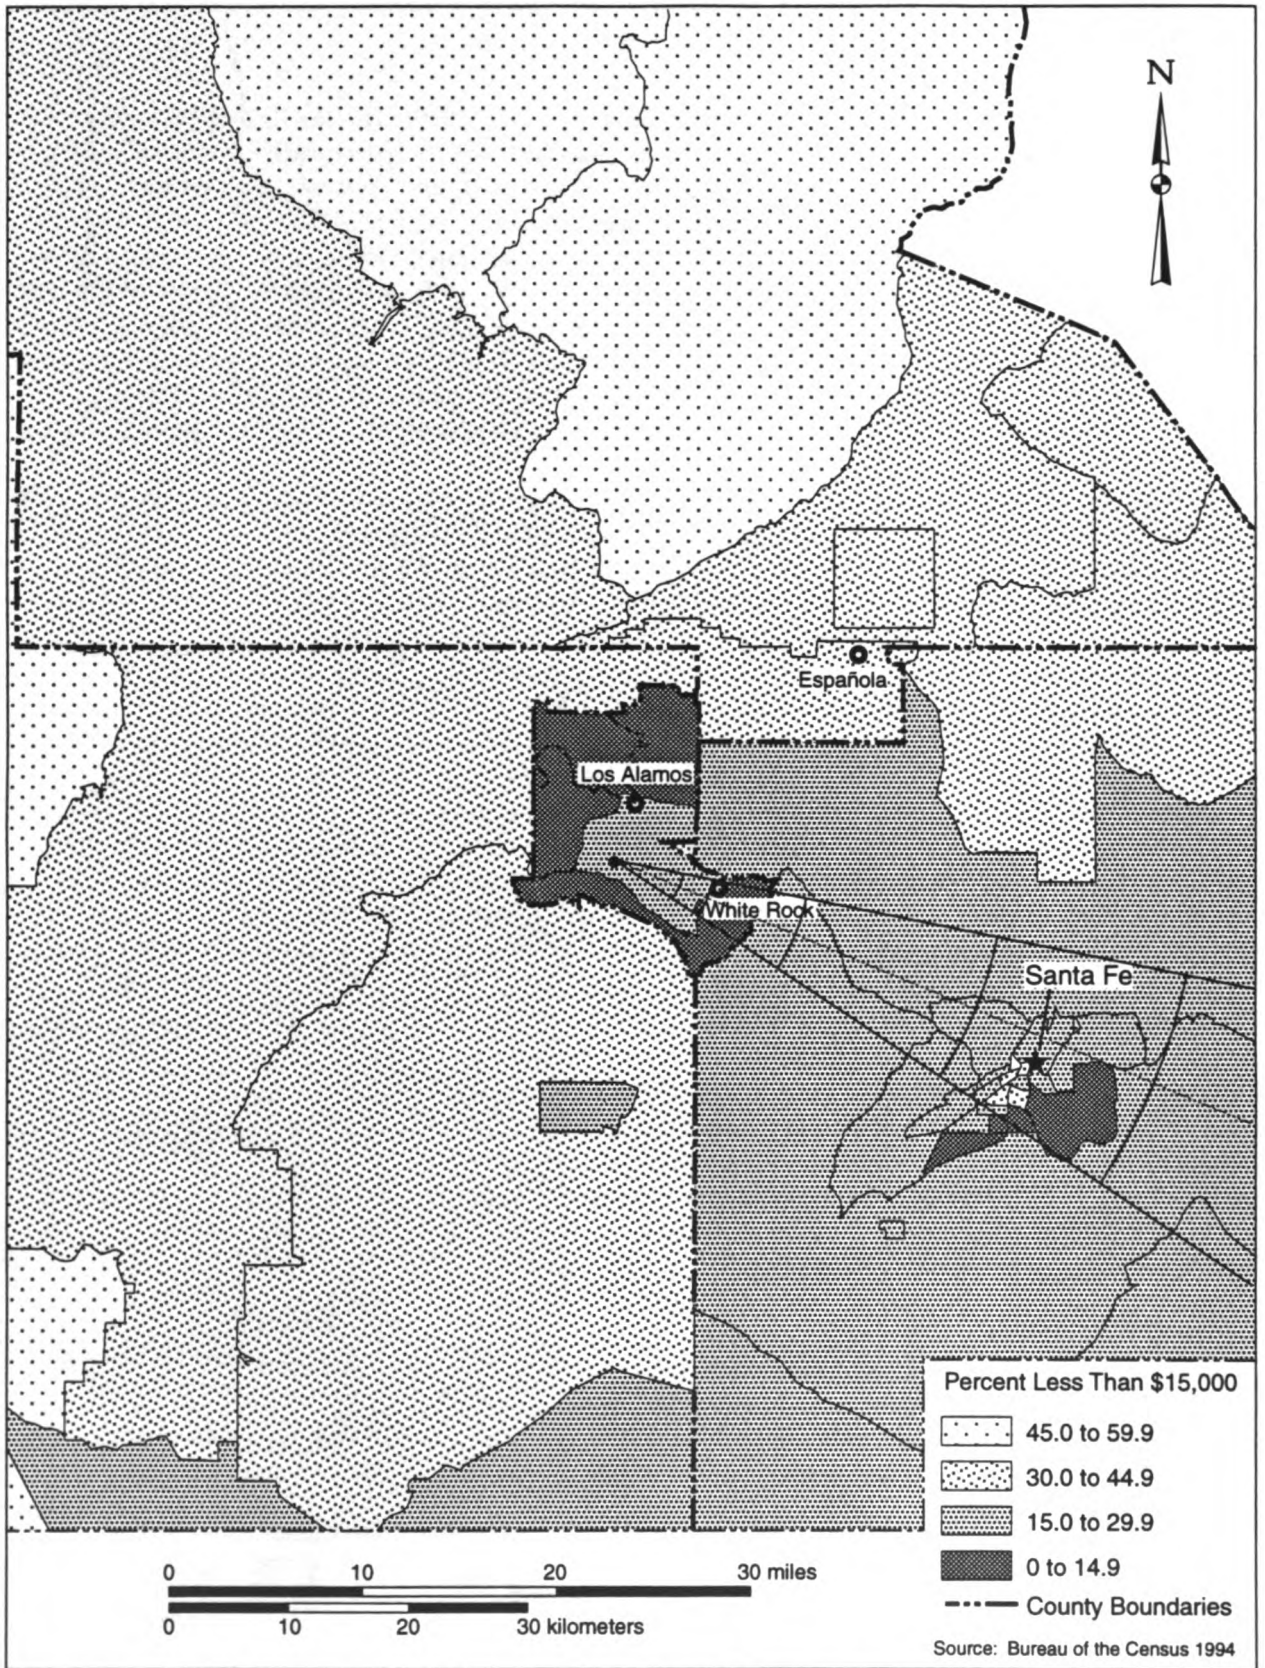 N
Española
Los Alamos
White Rock
Santa Fe
Percent Less Than $15,000
45.0 to 59.9
30.0 to 44.9
15.0 to 29.9
0 to 14.9
County Boundaries
Source: Bureau of the Census 1994
0 10 20 30 miles
0 10 20 30 kilometers